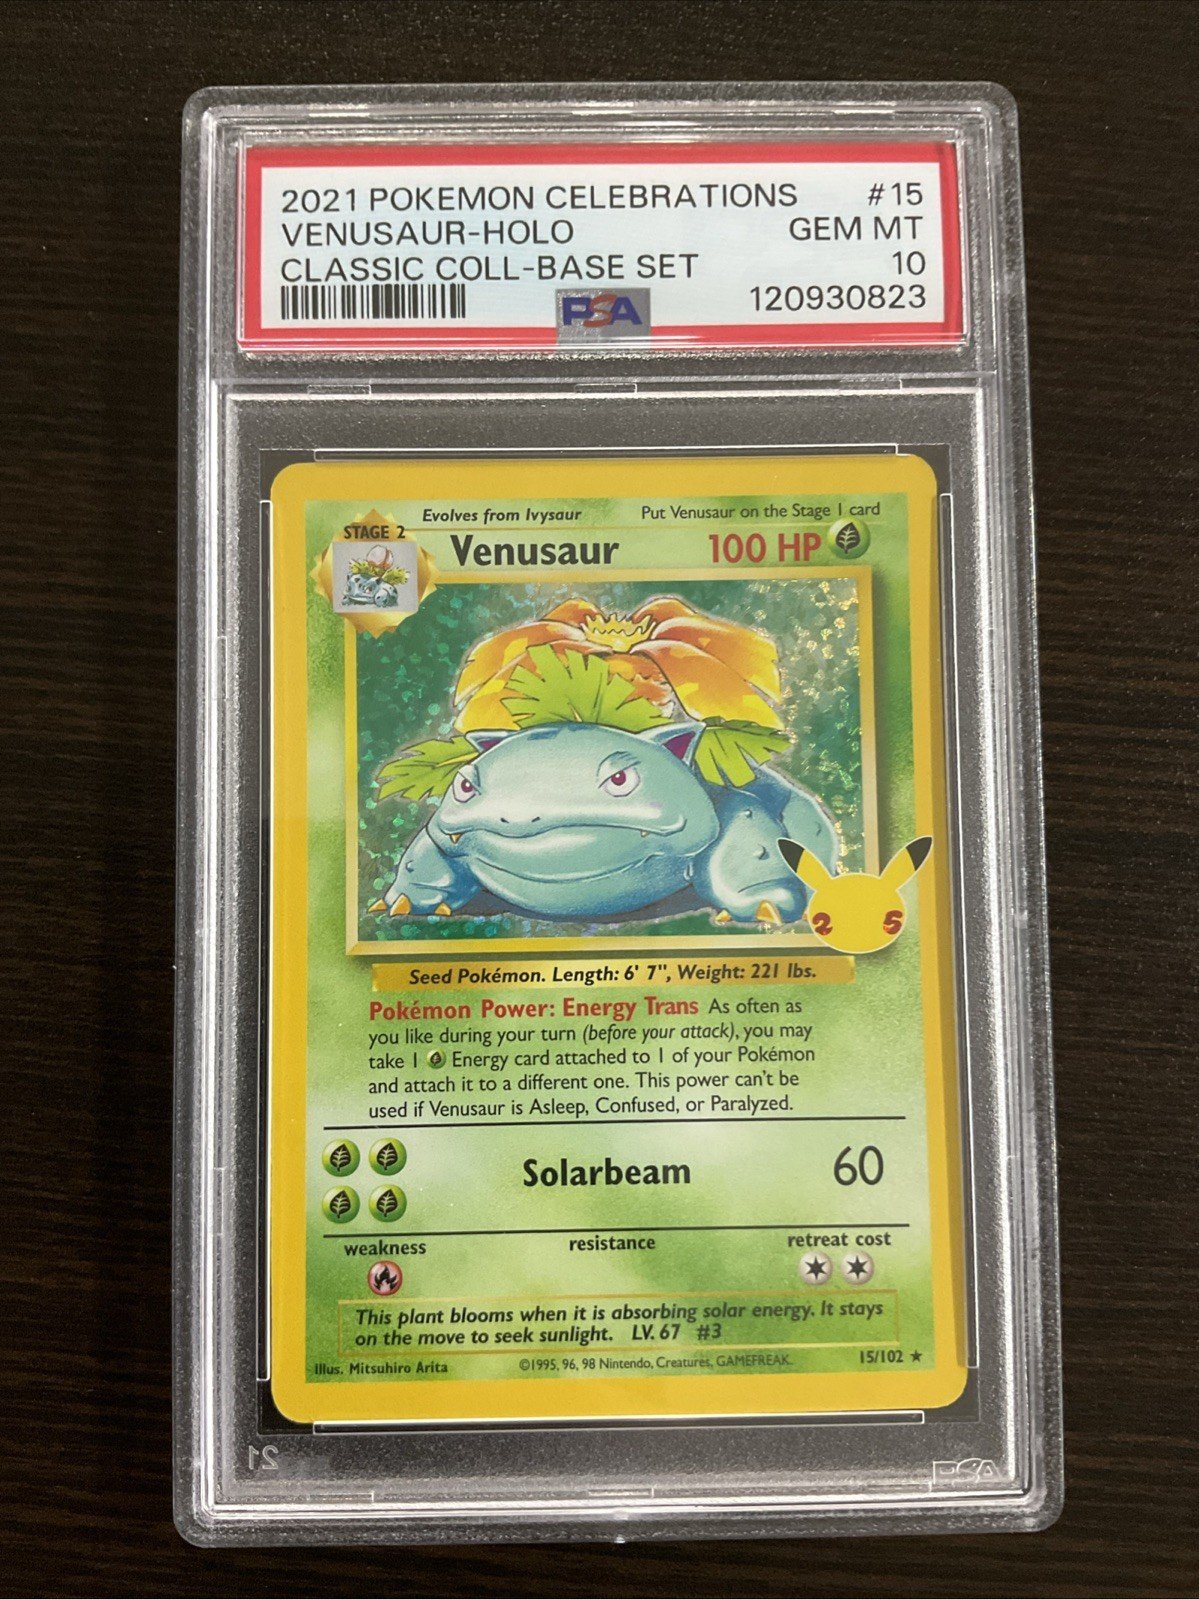 2021 POKEMON CELEBRATIONS #15
VENUSAUR-HOLO GEM MT
CLASSIC COLL-BASE SET 10
PSA 120930823
STAGE 2 Evolves from Ivysaur Put Venusaur on the Stage 1 card
Venusaur 100 HP
2 5
Seed Pokémon. Length: 6' 7", Weight: 221 lbs.
Pokémon Power: Energy Trans As often as
you like during your turn (before your attack), you may
take 1 Energy card attached to 1 of your Pokémon
and attach it to a different one. This power can't be
used if Venusaur is Asleep, Confused, or Paralyzed.
Solarbeam 60
weakness resistance retreat cost
This plant blooms when it is absorbing solar energy. It stays
on the move to seek sunlight. LV. 67 #3
Illus. Mitsuhiro Arita ©1995, 96, 98 Nintendo, Creatures, GAMEFREAK. 15/102 ★
21 PSA